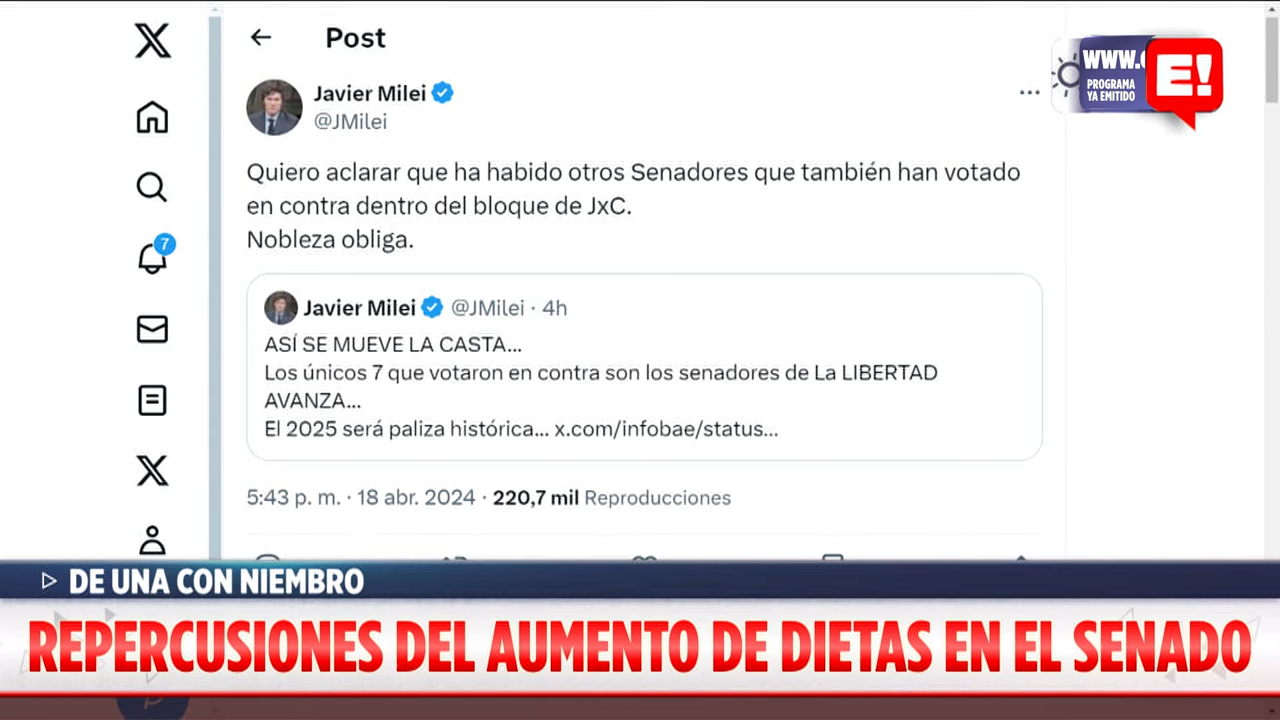 Post
Javier Milei
@JMilei
Quiero aclarar que ha habido otros Senadores que también han votado
en contra dentro del bloque de JxC.
Nobleza obliga.
Javier Milei @JMilei · 4h
ASÍ SE MUEVE LA CASTA...
Los únicos 7 que votaron en contra son los senadores de La LIBERTAD
AVANZA...
El 2025 será paliza histórica... x.com/infobae/status...
5:43 p. m. · 18 abr. 2024 · 220,7 mil Reproducciones
7
WWW.
PROGRAMA
YA EMITIDO
E!
DE UNA CON NIEMBRO
REPERCUSIONES DEL AUMENTO DE DIETAS EN EL SENADO